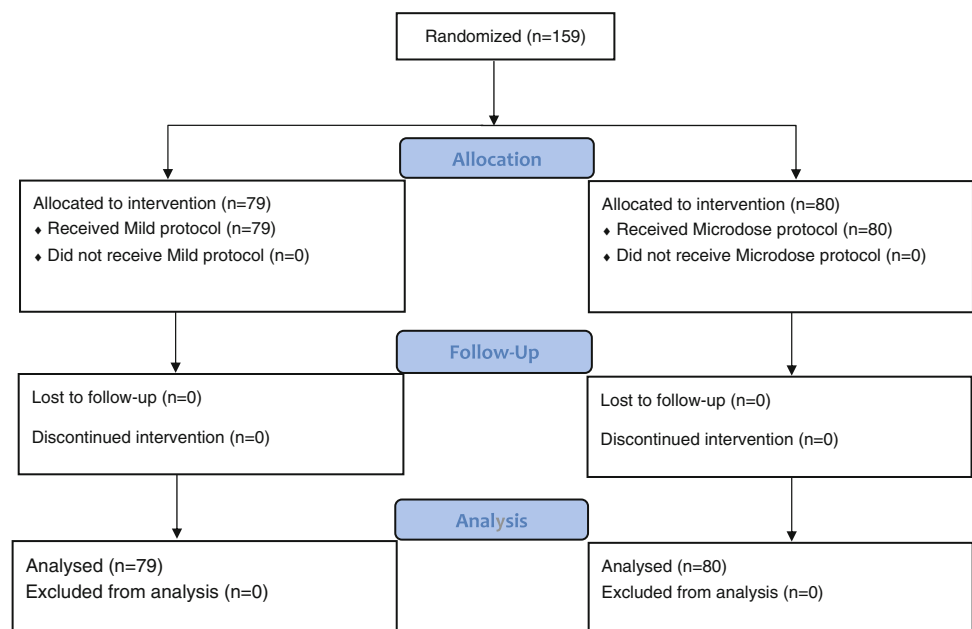 Randomized (n=159)
Allocation
Allocated to intervention (n=79)
♦ Received Mild protocol (n=79)
♦ Did not receive Mild protocol (n=0)
Allocated to intervention (n=80)
♦ Received Microdose protocol (n=80)
♦ Did not receive Microdose protocol (n=0)
Follow-Up
Lost to follow-up (n=0)
Discontinued intervention (n=0)
Lost to follow-up (n=0)
Discontinued intervention (n=0)
Analysis
Analysed (n=79)
Excluded from analysis (n=0)
Analysed (n=80)
Excluded from analysis (n=0)